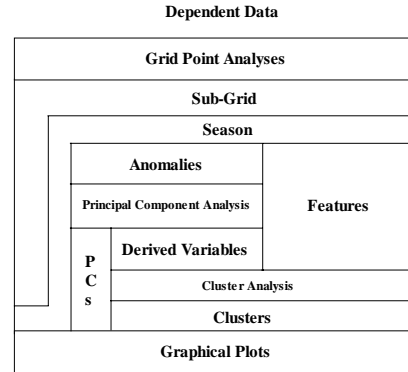 Dependent Data
Grid Point Analyses
Sub-Grid
Season
Anomalies
Principal Component Analysis
Features
Derived Variables
PCs
Cluster Analysis
Clusters
Graphical Plots